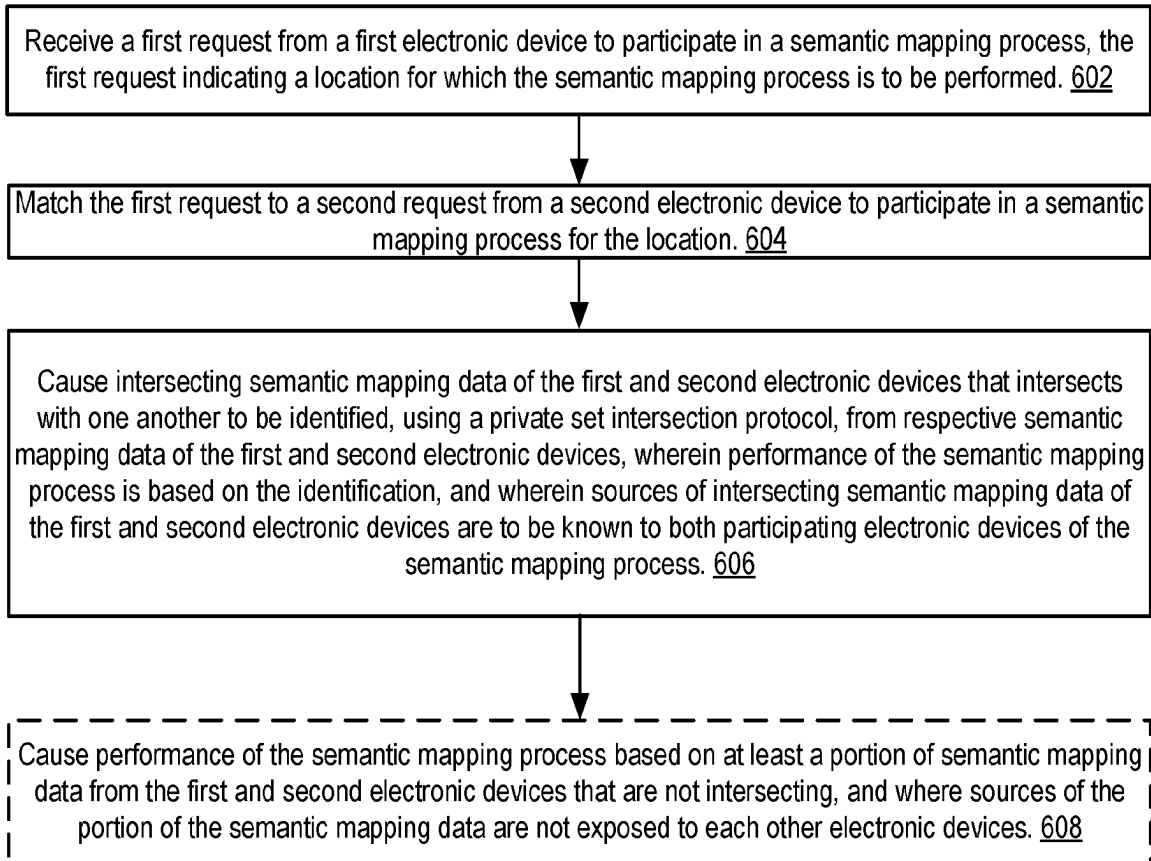 Receive a first request from a first electronic device to participate in a semantic mapping process, the
first request indicating a location for which the semantic mapping process is to be performed. 602
Match the first request to a second request from a second electronic device to participate in a semantic
mapping process for the location. 604
Cause intersecting semantic mapping data of the first and second electronic devices that intersects
with one another to be identified, using a private set intersection protocol, from respective semantic
mapping data of the first and second electronic devices, wherein performance of the semantic mapping
process is based on the identification, and wherein sources of intersecting semantic mapping data of
the first and second electronic devices are to be known to both participating electronic devices of the
semantic mapping process. 606
Cause performance of the semantic mapping process based on at least a portion of semantic mapping
data from the first and second electronic devices that are not intersecting, and where sources of the
portion of the semantic mapping data are not exposed to each other electronic devices. 608